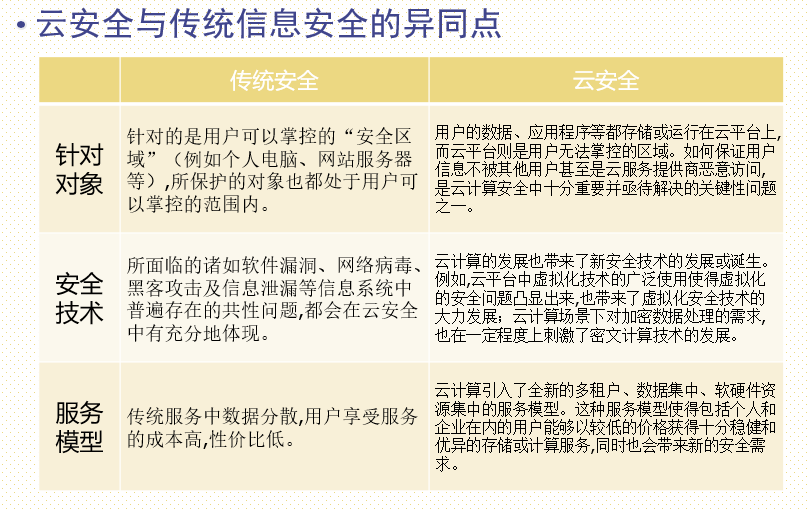 • 云安全与传统信息安全的异同点
传统安全
云安全
针对
对象
针对的是用户可以掌控的“安全区
域”（例如个人电脑、网站服务器
等）,所保护的对象也都处于用户可
以掌控的范围内。
用户的数据、应用程序等都存储或运行在云平台上,
而云平台则是用户无法掌控的区域。如何保证用户
信息不被其他用户甚至是云服务提供商恶意访问,
是云计算安全中十分重要并亟待解决的关键性问题
之一。
安全
技术
所面临的诸如软件漏洞、网络病毒、
黑客攻击及信息泄漏等信息系统中
普遍存在的共性问题,都会在云安全
中有充分地体现。
云计算的发展也带来了新安全技术的发展或诞生。
例如,云平台中虚拟化技术的广泛使用使得虚拟化
的安全问题凸显出来,也带来了虚拟化安全技术的
大力发展；云计算场景下对加密数据处理的需求,
也在一定程度上刺激了密文计算技术的发展。
服务
模型
传统服务中数据分散,用户享受服务
的成本高,性价比低。
云计算引入了全新的多租户、数据集中、软硬件资
源集中的服务模型。这种服务模型使得包括个人和
企业在内的用户能够以较低的价格获得十分稳健和
优异的存储或计算服务,同时也会带来新的安全需
求。